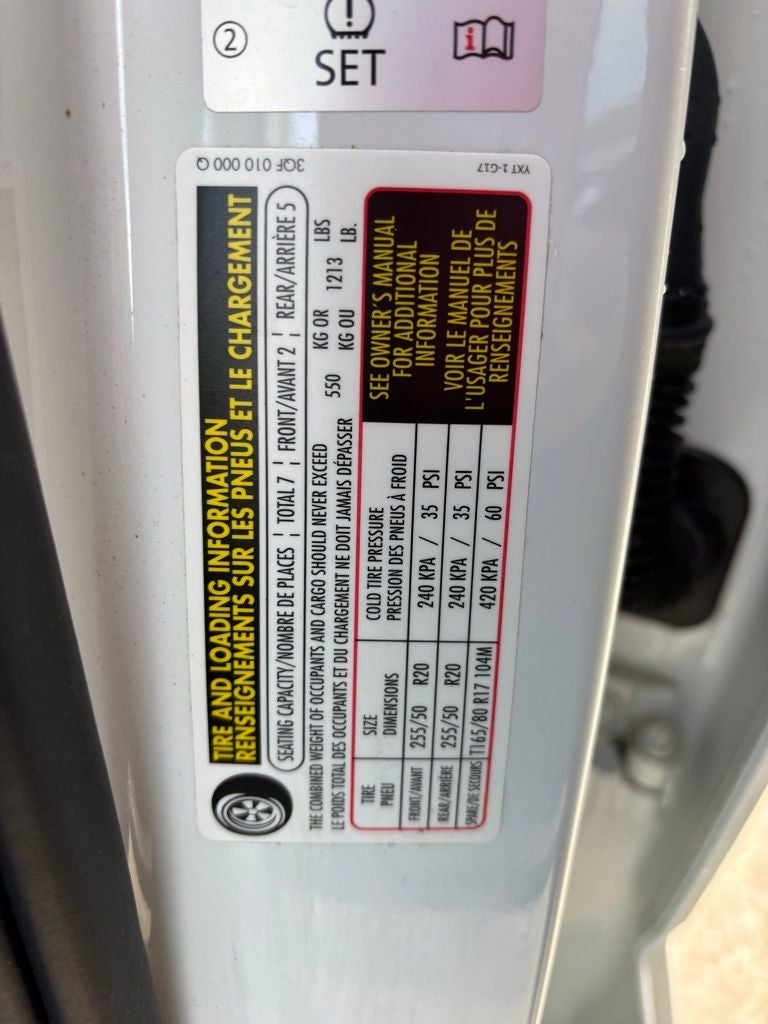 ②
SET
3QF 010 000 Q
YXT 1-G17
TIRE AND LOADING INFORMATION
RENSEIGNEMENTS SUR LES PNEUS ET LE CHARGEMENT
SEATING CAPACITY/NOMBRE DE PLACES ¦ TOTAL 7 ¦ FRONT/AVANT 2 ¦ REAR/ARRIÈRE 5
THE COMBINED WEIGHT OF OCCUPANTS AND CARGO SHOULD NEVER EXCEED 550 KG OR 1213 LBS
LE POIDS TOTAL DES OCCUPANTS ET DU CHARGEMENT NE DOIT JAMAIS DÉPASSER KG OU LB.
TIRE SIZE COLD TIRE PRESSURE
PNEU DIMENSIONS PRESSION DES PNEUS À FROID
FRONT/AVANT 255/50 R20 240 KPA / 35 PSI
REAR/ARRIÈRE 255/50 R20 240 KPA / 35 PSI
SPARE/DE SECOURS T165/80 R17 104M 420 KPA / 60 PSI
SEE OWNER'S MANUAL
FOR ADDITIONAL
INFORMATION
VOIR LE MANUEL DE
L'USAGER POUR PLUS DE
RENSEIGNEMENTS